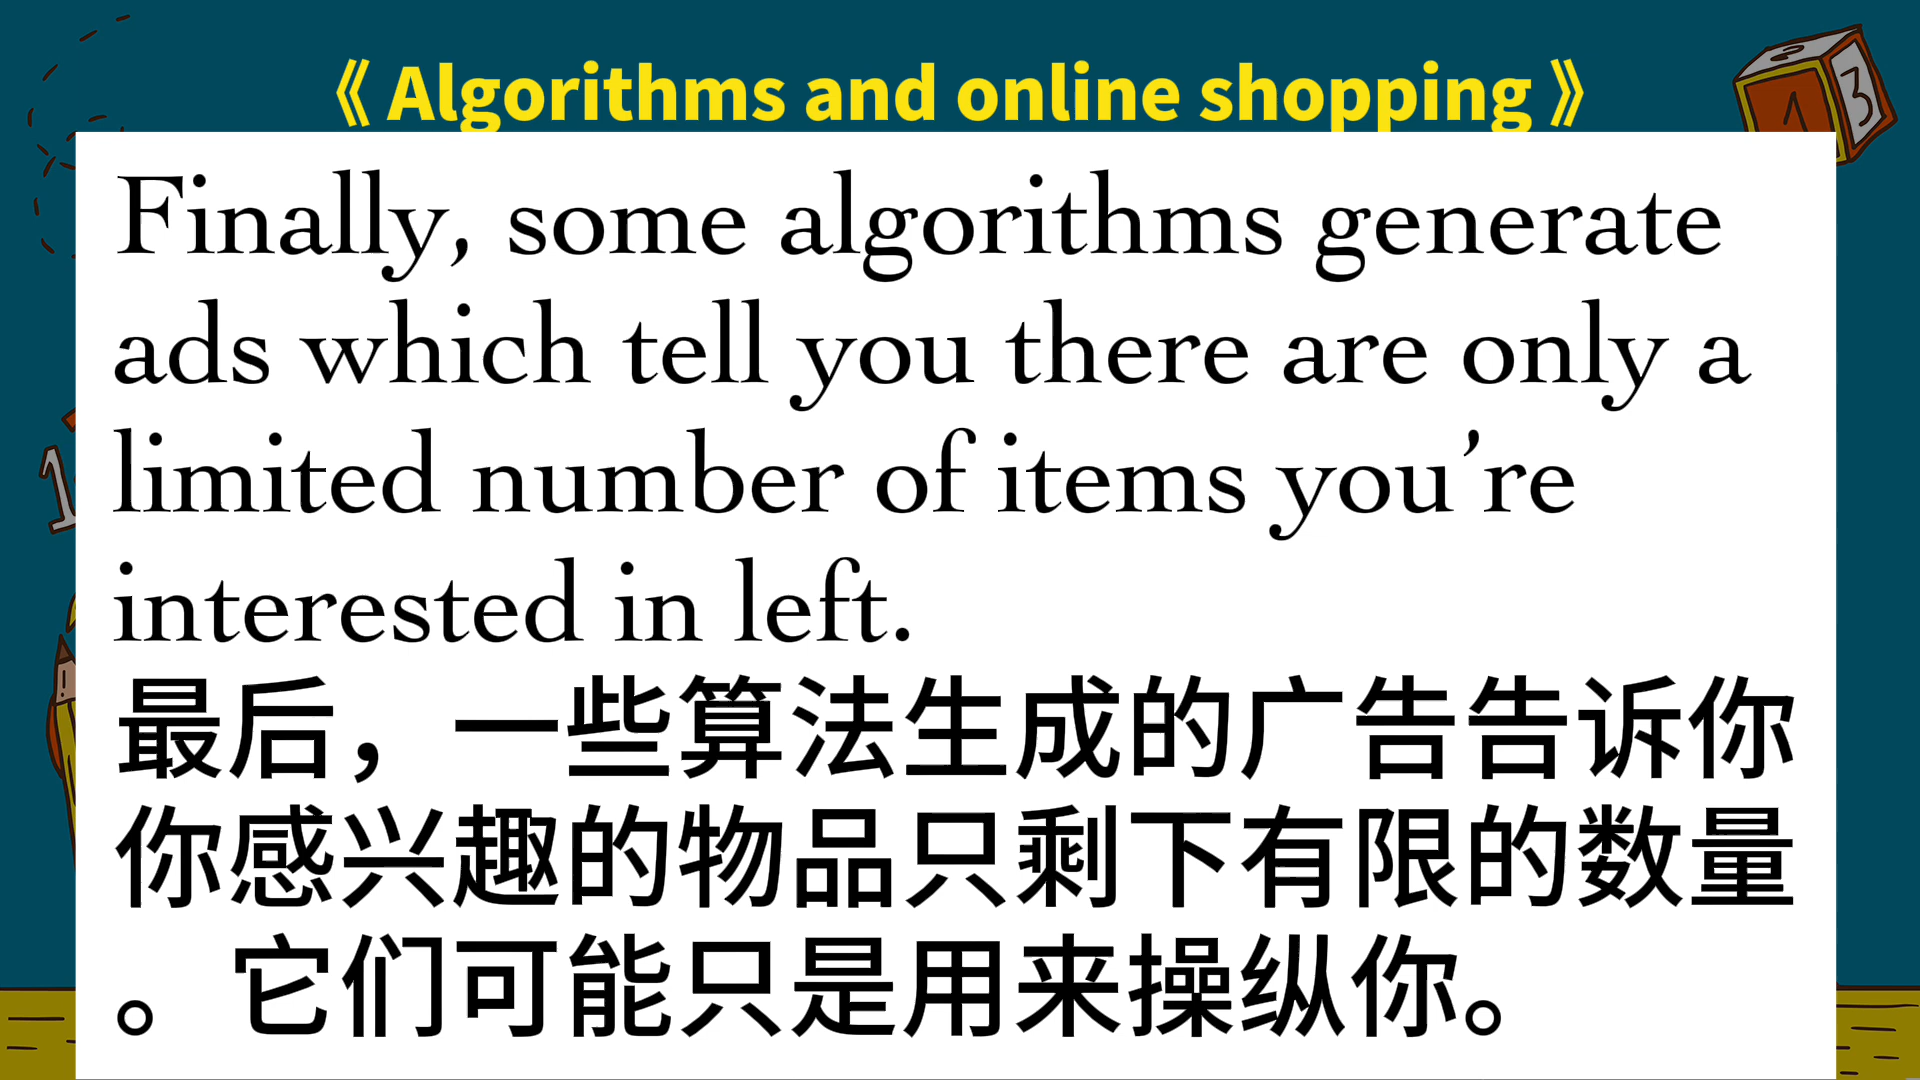 《 Algorithms and online shopping 》
Finally, some algorithms generate
ads which tell you there are only a
limited number of items you’re
interested in left.
最后，一些算法生成的广告告诉你
你感兴趣的物品只剩下有限的数量
。它们可能只是用来操纵你。
1
3
1